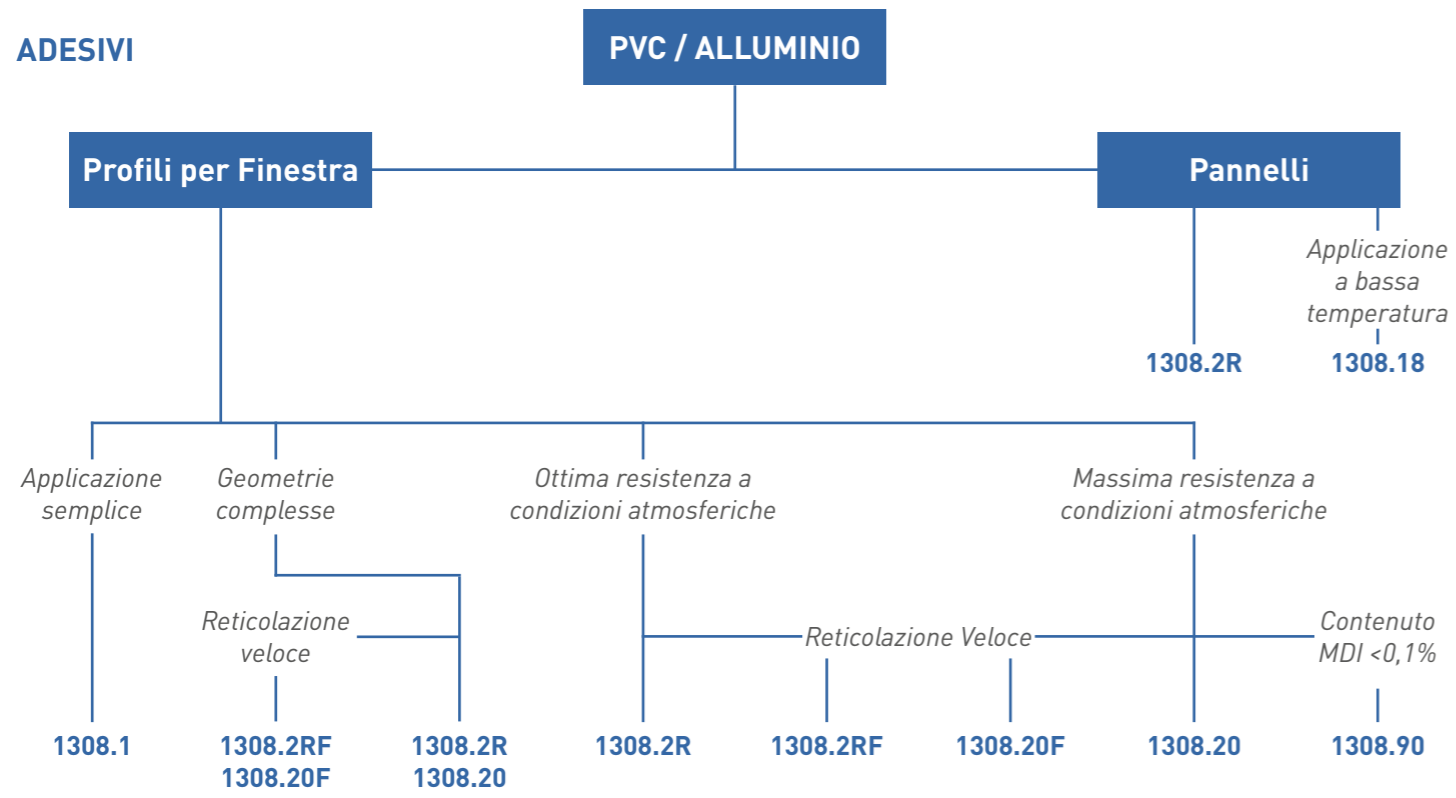 ADESIVI
PVC / ALLUMINIO
Profili per Finestra
Pannelli
Applicazione
a bassa
temperatura
1308.2R
1308.18
Applicazione
semplice
Geometrie
complesse
Ottima resistenza a
condizioni atmosferiche
Massima resistenza a
condizioni atmosferiche
Reticolazione
veloce
Reticolazione Veloce
Contenuto
MDI <0,1%
1308.1
1308.2RF
1308.20F
1308.2R
1308.20
1308.2R
1308.2RF
1308.20F
1308.20
1308.90